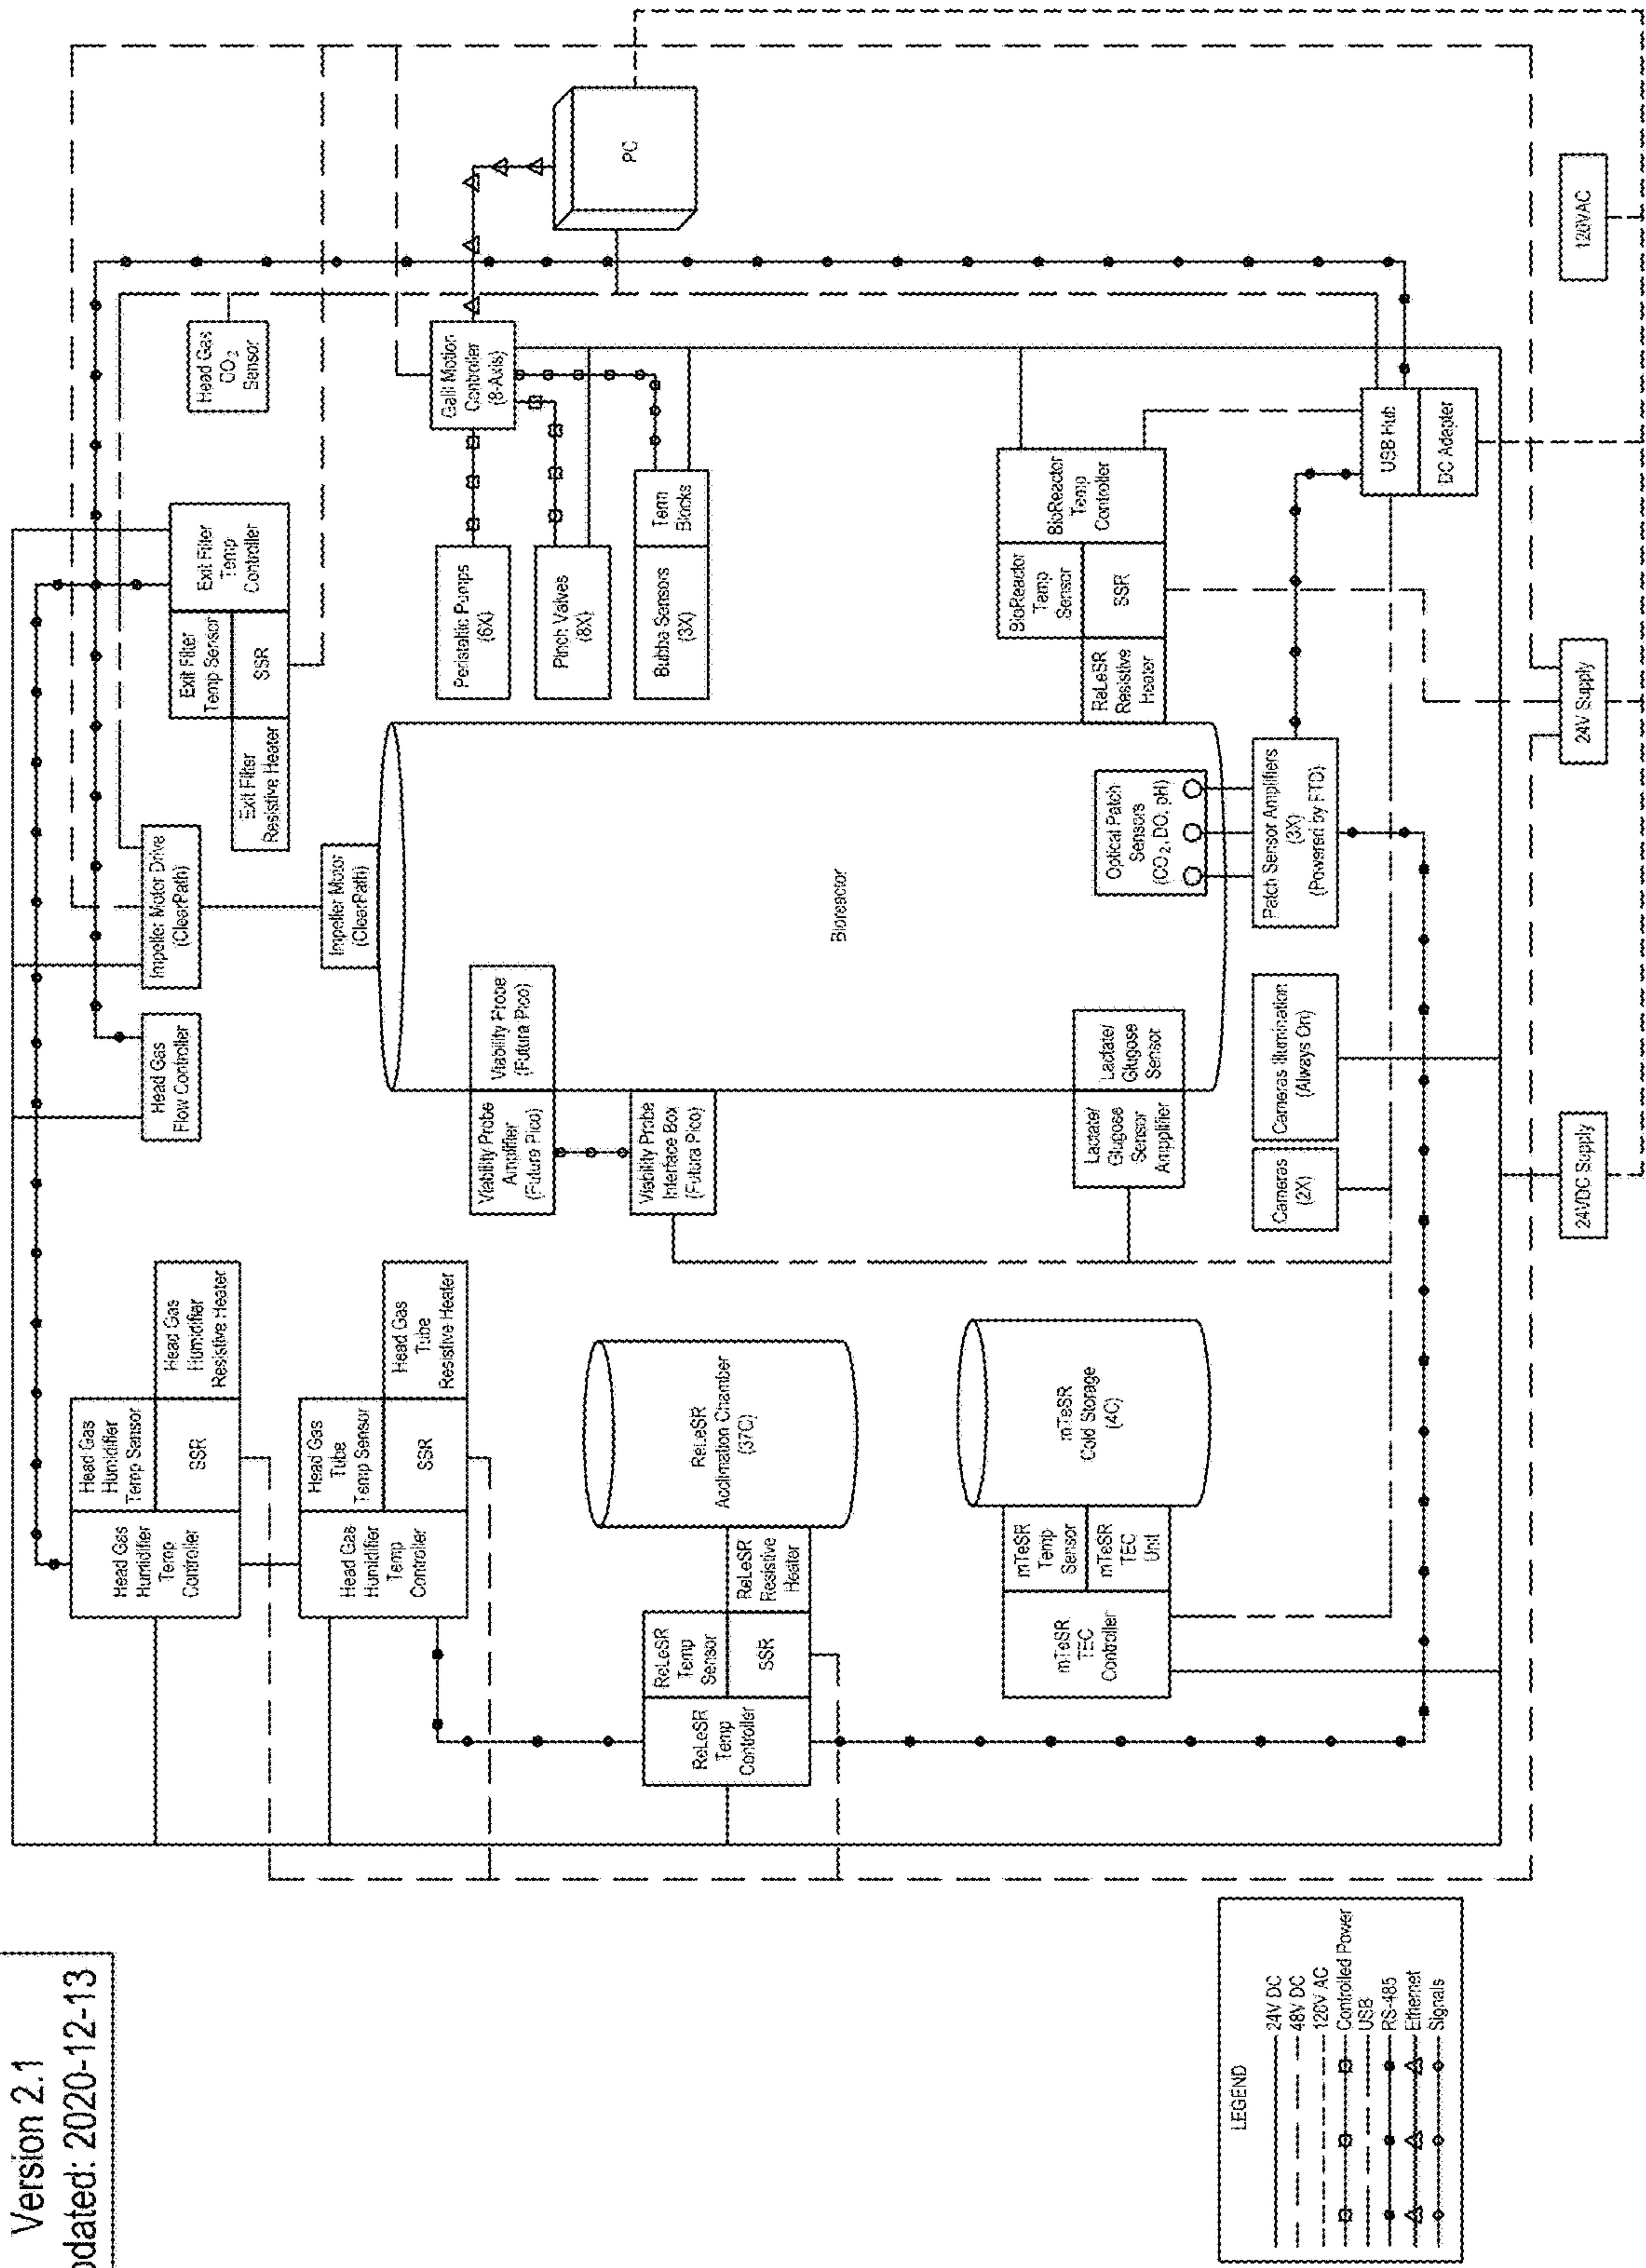 Version 2.1
pdated: 2020-12-13
Head Gas
Humidifier
Temp
Controller
Head Gas
Humidifier
Temp Sensor
SSR
Head Gas
Humidifier
Resistive Heater
Head Gas
Humidifier
Temp
Controller
Head Gas
Tube
Temp Sensor
SSR
Head Gas
Tube
Resistive Heater
Head Gas
Flow Controller
Impeller Motor Drive
(ClearPath)
Exit Filter
Resistive Heater
Exit Filter
Temp Sensor
SSR
Exit Filter
Temp
Controller
Head Gas
CO2
Sensor
Impeller Motor
(ClearPath)
Viability Probe
Amplifier
(Future Pico)
Viability Probe
(Future Pico)
Viability Probe
Interface Box
(Futura Pico)
Peristaltic Pumps
(6X)
Pinch Valves
(8X)
Bubba Sensors
(3X)
Term
Blocks
Galil Motion
Controller
(8-Axis)
PC
ReLeSR
Temp
Controller
ReLeSR
Temp
Sensor
SSR
ReLeSR
Resistive
Heater
ReLeSR
Acclimation Chamber
(37C)
Bioreactor
mTeSR
TEC
Controller
mTeSR
Temp
Sensor
mTeSR
TEC
Unit
mTeSR
Cold Storage
(4C)
Lactate/
Glugose
Sensor
Ampplifier
Lactate/
Glugose
Sensor
Optical Patch
Sensors
(CO2, DO, pH)
ReLeSR
Resistive
Heater
BioReactor
Temp
Sensor
SSR
BioReactor
Temp
Controller
Cameras
(2X)
Cameras Illumination
(Always On)
Patch Sensor Amplifiers
(3X)
(Powered by FTD)
USB Hub
DC Adapter
24VDC Supply
24V Supply
120VAC
LEGEND
24V DC
48V DC
120V AC
Controlled Power
USB
RS-485
Ethernet
Signals